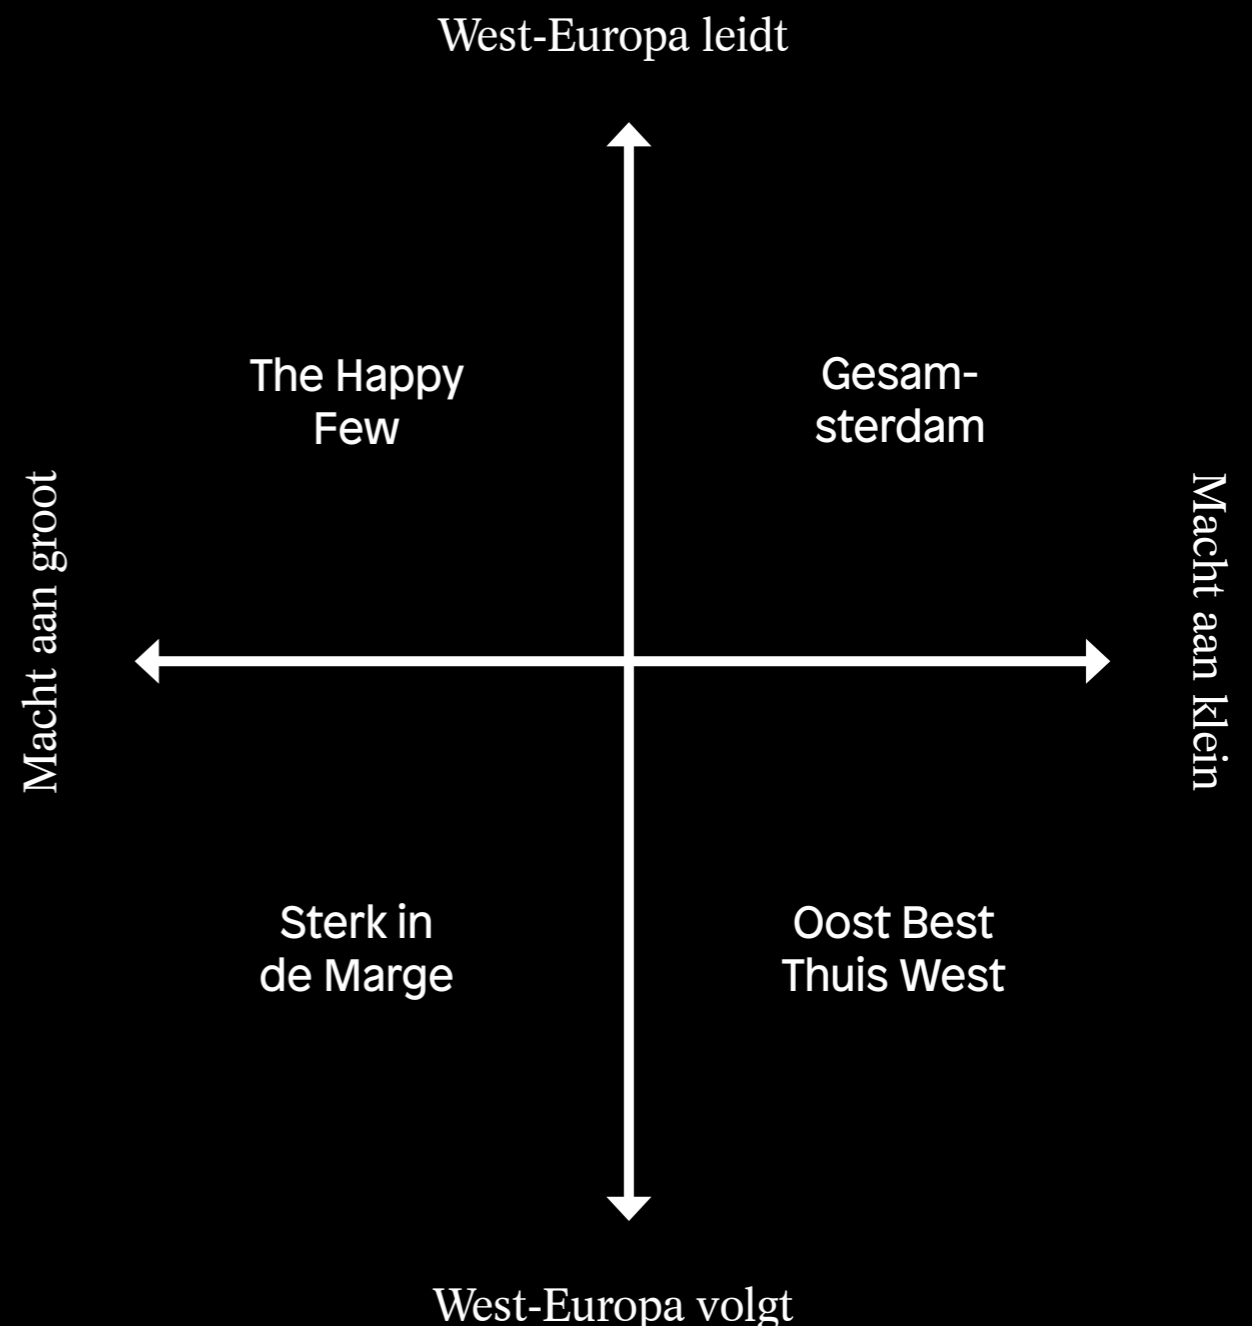 West-Europa leidt
The Happy
Few
Gesam-
sterdam
Macht aan groot
Macht aan klein
Sterk in
de Marge
Oost Best
Thuis West
West-Europa volgt